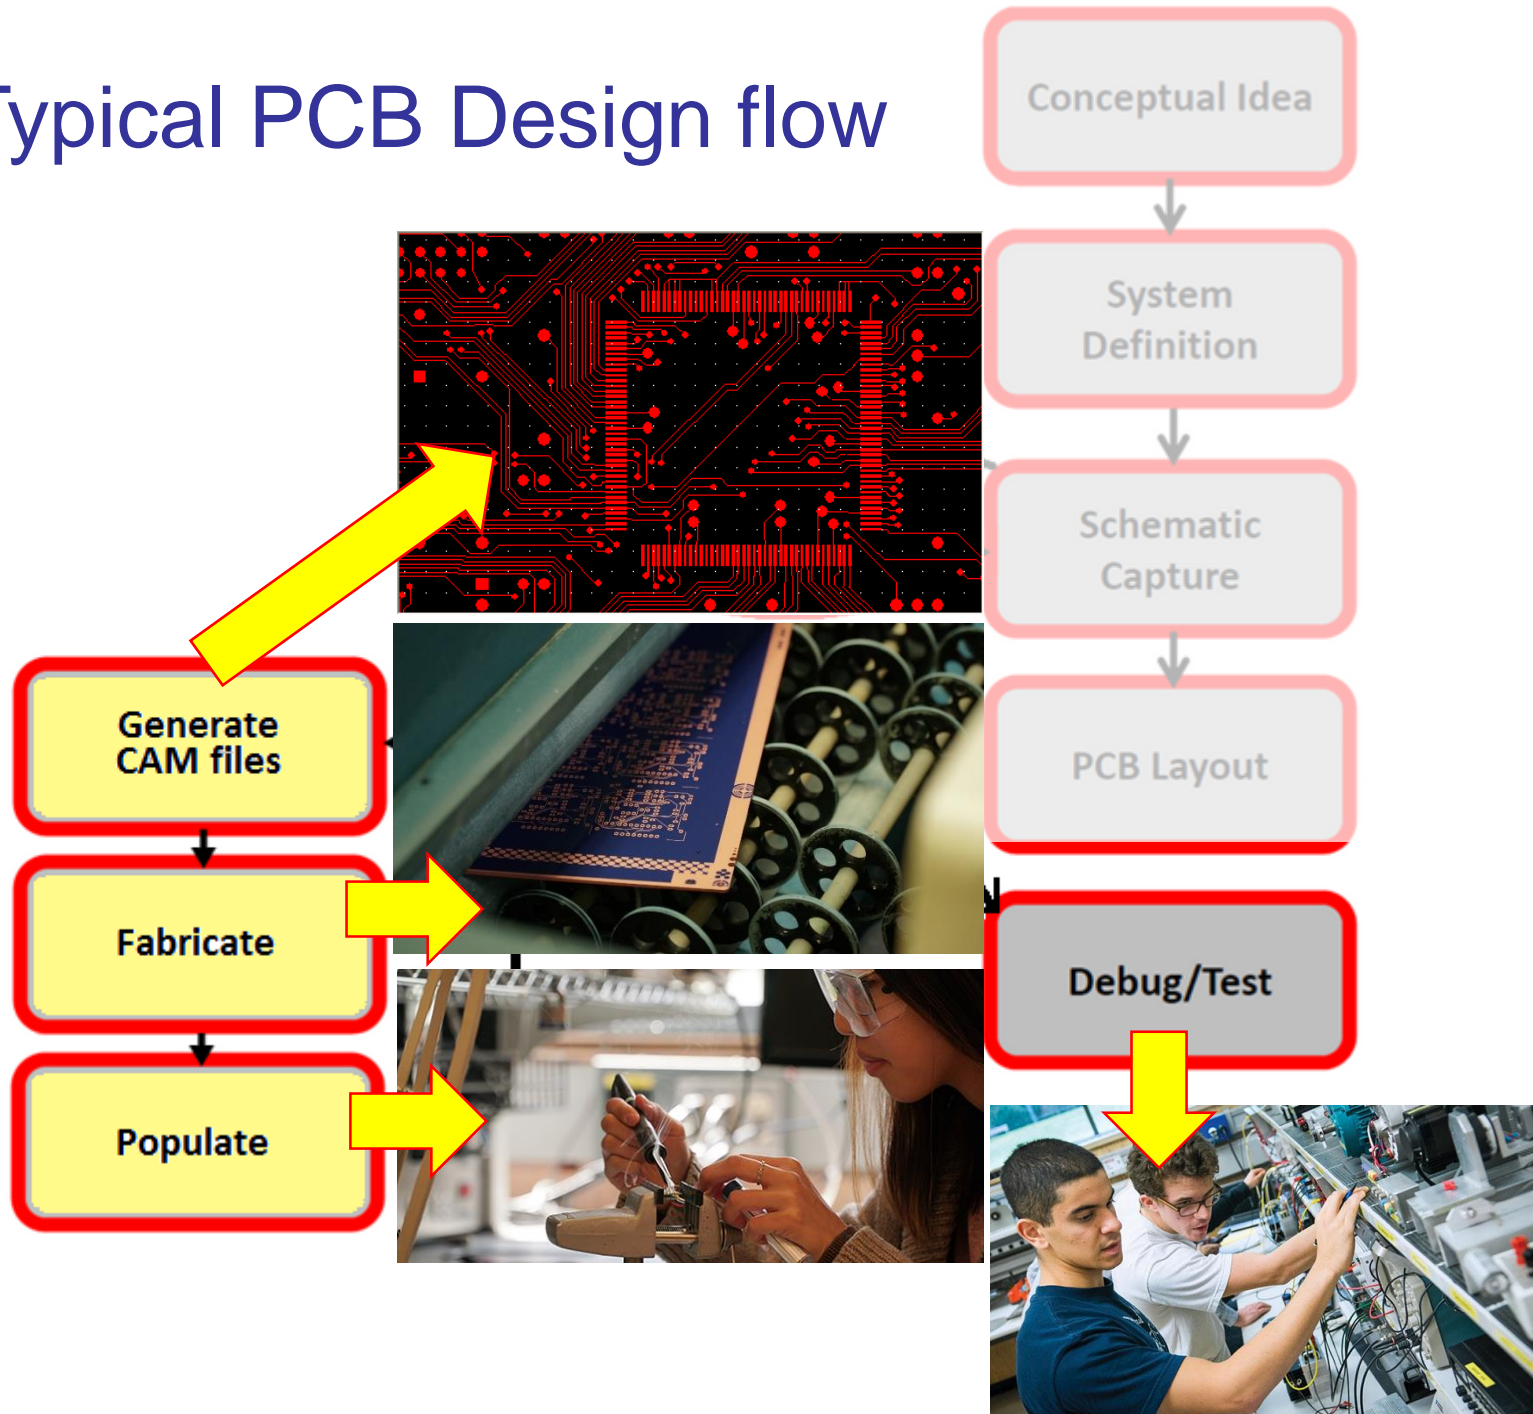 Typical PCB Design flow
Conceptual Idea
System
Definition
Schematic
Capture
PCB Layout
Generate
CAM files
Fabricate
Populate
Debug/Test